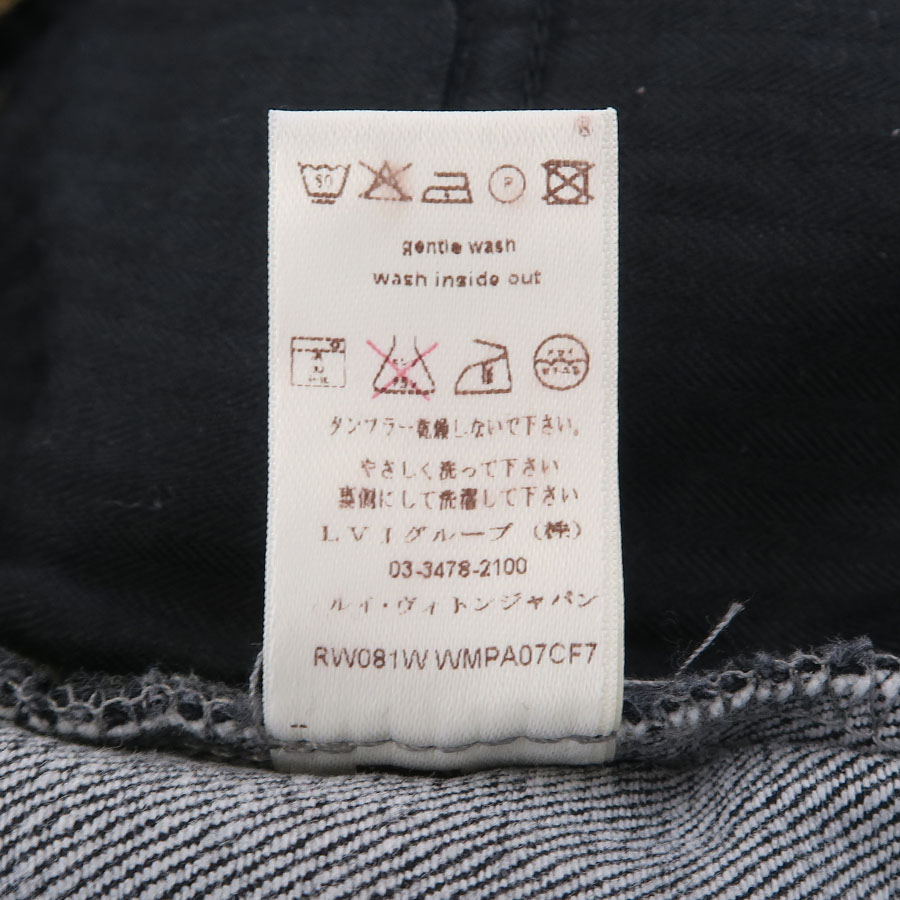 P
gentle wash
wash inside out
タンブラー乾燥しないで下さい。
やさしく洗って下さい
裏側にして洗濯して下さい
LVJグループ (株)
03-3478-2100
ルイ・ヴィトンジャパン
RW081W WMPA07CF7